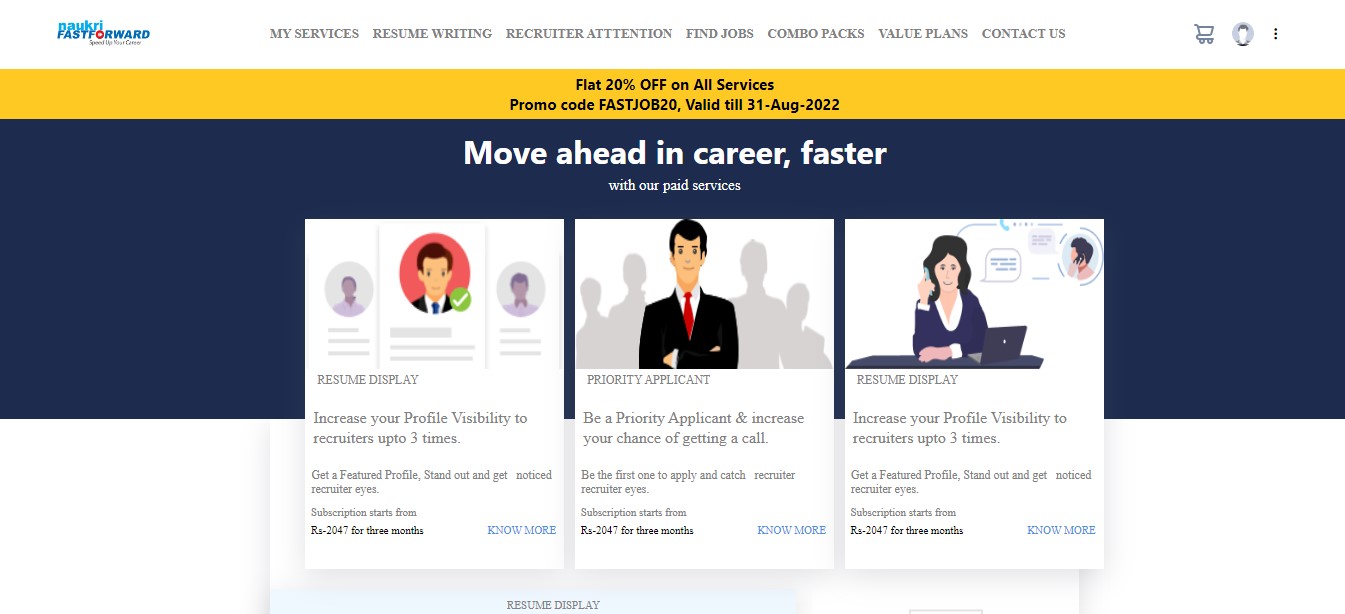 naukri
FASTFORWARD
Speed Up Your Career
MY SERVICES RESUME WRITING RECRUITER ATTTENTION FIND JOBS COMBO PACKS VALUE PLANS CONTACT US
Flat 20% OFF on All Services
Promo code FASTJOB20, Valid till 31-Aug-2022
Move ahead in career, faster
with our paid services
RESUME DISPLAY
Increase your Profile Visibility to
recruiters upto 3 times.
Get a Featured Profile, Stand out and get noticed
recruiter eyes.
Subscription starts from
Rs-2047 for three months KNOW MORE
PRIORITY APPLICANT
Be a Priority Applicant & increase
your chance of getting a call.
Be the first one to apply and catch recruiter
recruiter eyes.
Subscription starts from
Rs-2047 for three months KNOW MORE
RESUME DISPLAY
Increase your Profile Visibility to
recruiters upto 3 times.
Get a Featured Profile, Stand out and get noticed
recruiter eyes.
Subscription starts from
Rs-2047 for three months KNOW MORE
RESUME DISPLAY